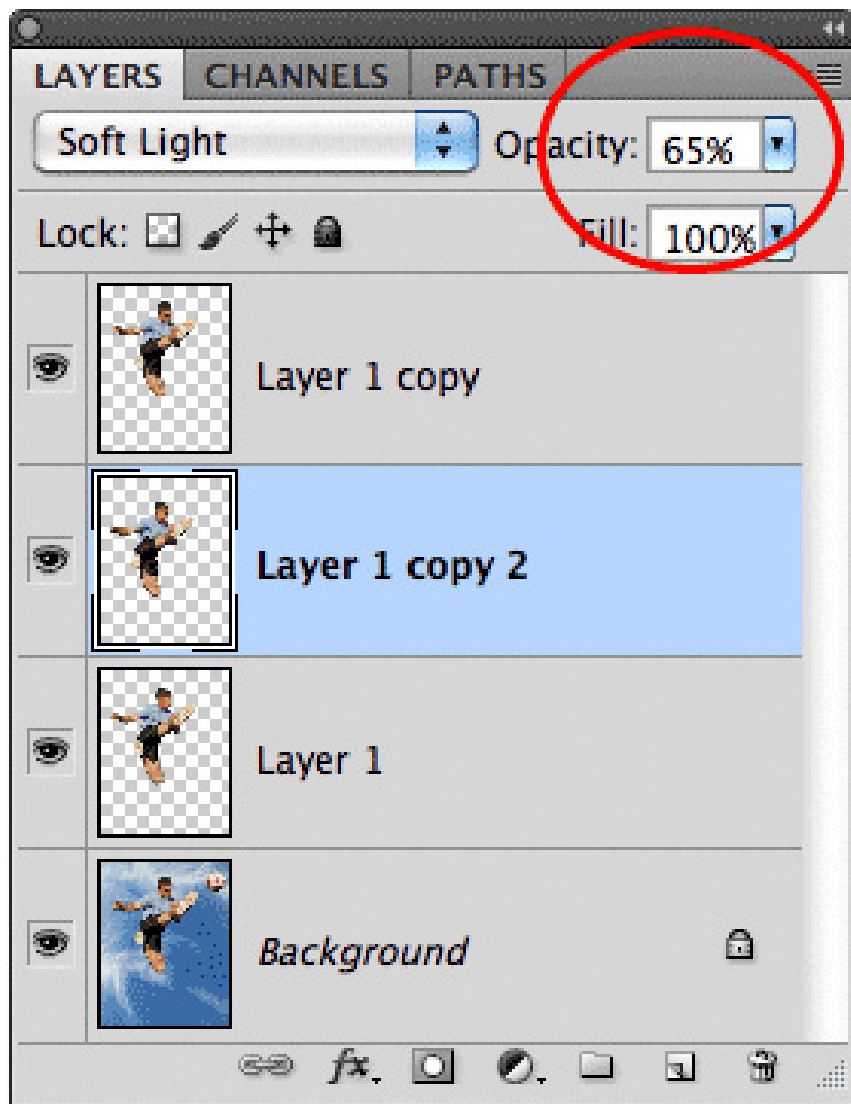 LAYERS CHANNELS PATHS
Soft Light Opacity: 65%
Lock: Fill: 100%
Layer 1 copy
Layer 1 copy 2
Layer 1
Background
fx.